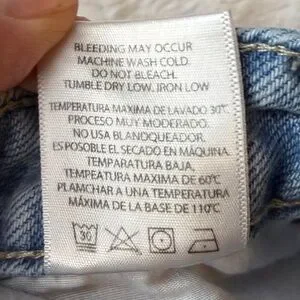 BLEEDING MAY OCCUR
MACHINE WASH COLD.
DO NOT BLEACH.
TUMBLE DRY LOW. IRON LOW
TEMPERATURA MAXIMA DE LAVADO 30°C
PROCESO MUY MODERADO.
NO USA BLANQUEADOR.
ES POSIBLE EL SECADO EN MÁQUINA.
TEMPARATURA BAJA,
TEMPEATURA MAXIMA DE 60°C
PLAMCHAR A UNA TEMPERATURA
MÁXIMA DE LA BASE DE 110°C
30